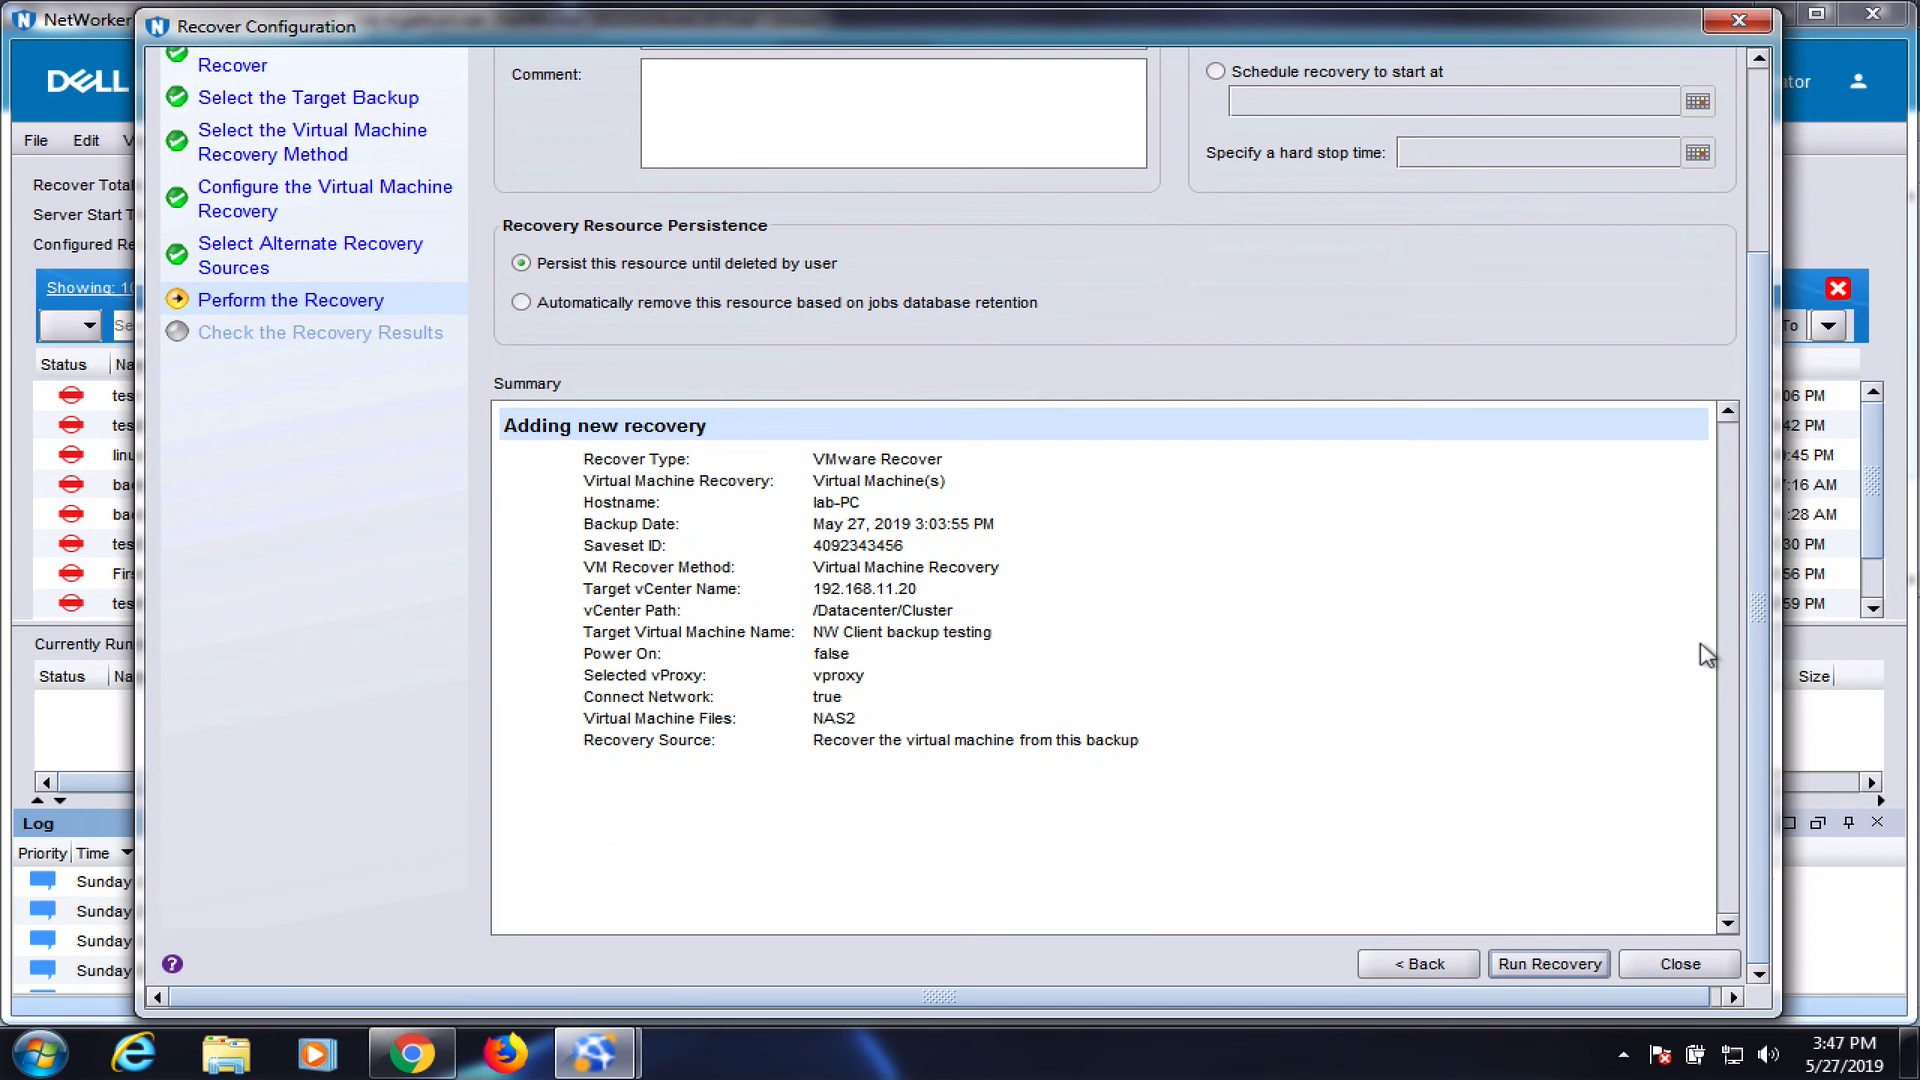 NetWorker
Recover Configuration
DELL
ator
File Edit V
Recover Total
Server Start T
Configured Re
Showing: 10
Se
To
Status Na
tes 06 PM
tes 42 PM
linu :45 PM
bac :16 AM
bac :28 AM
tes 30 PM
Firs 56 PM
tes 59 PM
Currently Run
Status Na Size
Log
Priority Time
Sunday
Sunday
Sunday
Sunday
Recover
Select the Target Backup
Select the Virtual Machine
Recovery Method
Configure the Virtual Machine
Recovery
Select Alternate Recovery
Sources
Perform the Recovery
Check the Recovery Results
Comment:
Schedule recovery to start at
Specify a hard stop time:
Recovery Resource Persistence
Persist this resource until deleted by user
Automatically remove this resource based on jobs database retention
Summary
Adding new recovery
Recover Type: VMware Recover
Virtual Machine Recovery: Virtual Machine(s)
Hostname: lab-PC
Backup Date: May 27, 2019 3:03:55 PM
Saveset ID: 4092343456
VM Recover Method: Virtual Machine Recovery
Target vCenter Name: 192.168.11.20
vCenter Path: /Datacenter/Cluster
Target Virtual Machine Name: NW Client backup testing
Power On: false
Selected vProxy: vproxy
Connect Network: true
Virtual Machine Files: NAS2
Recovery Source: Recover the virtual machine from this backup
?
< Back Run Recovery Close
3:47 PM
5/27/2019